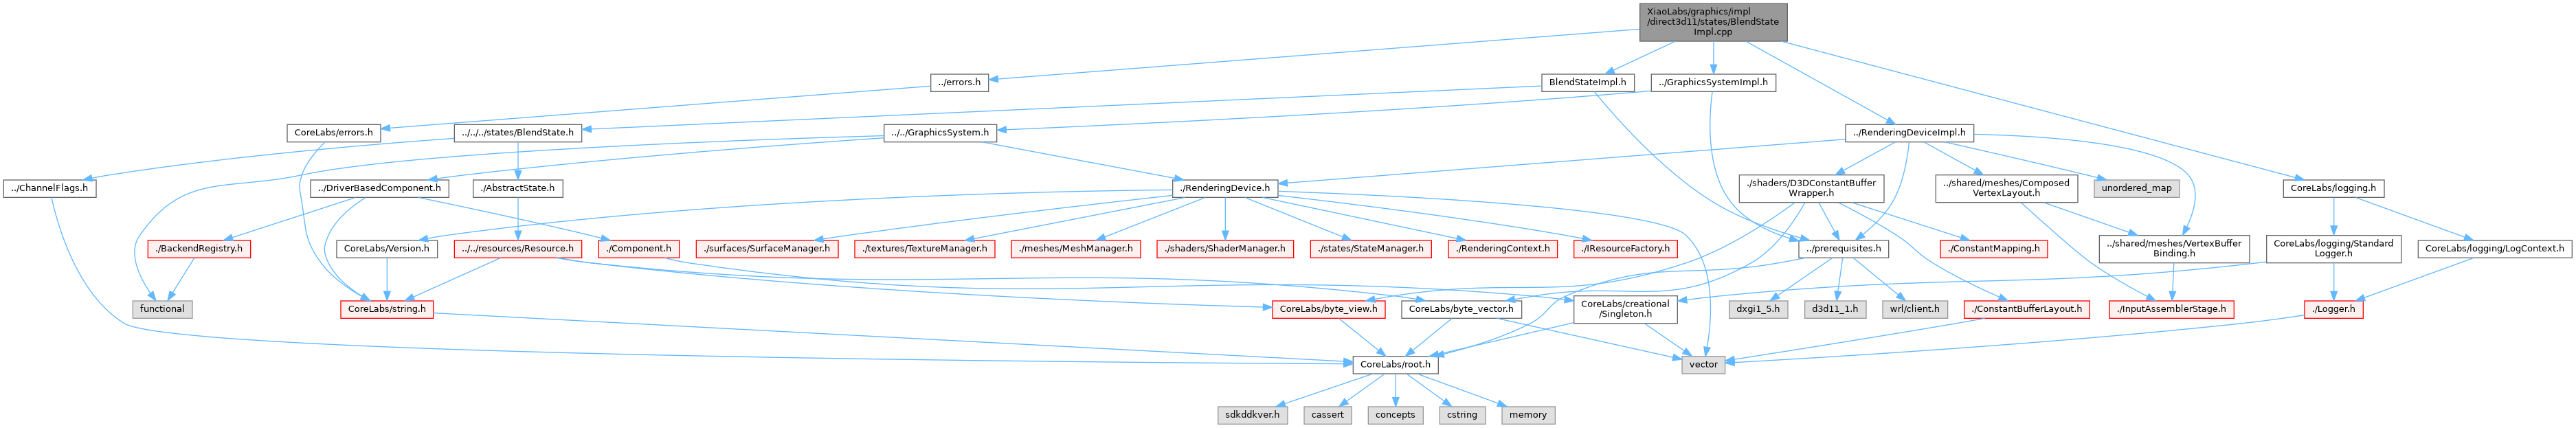 XiaoLabs/graphics/impl
/direct3d11/states/BlendState
Impl.cpp
../errors.h
BlendStateImpl.h
../GraphicsSystemImpl.h
CoreLabs/errors.h
../../../states/BlendState.h
../../GraphicsSystem.h
../RenderingDeviceImpl.h
../ChannelFlags.h
../DriverBasedComponent.h
./AbstractState.h
./RenderingDevice.h
./shaders/D3DConstantBuffer
Wrapper.h
../shared/meshes/Composed
VertexLayout.h
unordered_map
CoreLabs/logging.h
./BackendRegistry.h
CoreLabs/Version.h
../../resources/Resource.h
./Component.h
./surfaces/SurfaceManager.h
./textures/TextureManager.h
./meshes/MeshManager.h
./shaders/ShaderManager.h
./states/StateManager.h
./RenderingContext.h
./IResourceFactory.h
../prerequisites.h
./ConstantMapping.h
../shared/meshes/VertexBuffer
Binding.h
CoreLabs/logging/Standard
Logger.h
CoreLabs/logging/LogContext.h
functional
CoreLabs/string.h
CoreLabs/byte_view.h
CoreLabs/byte_vector.h
CoreLabs/creational
/Singleton.h
dxgi1_5.h
d3d11_1.h
wrl/client.h
./ConstantBufferLayout.h
./InputAssemblerStage.h
./Logger.h
CoreLabs/root.h
vector
sdkddkver.h
cassert
concepts
cstring
memory